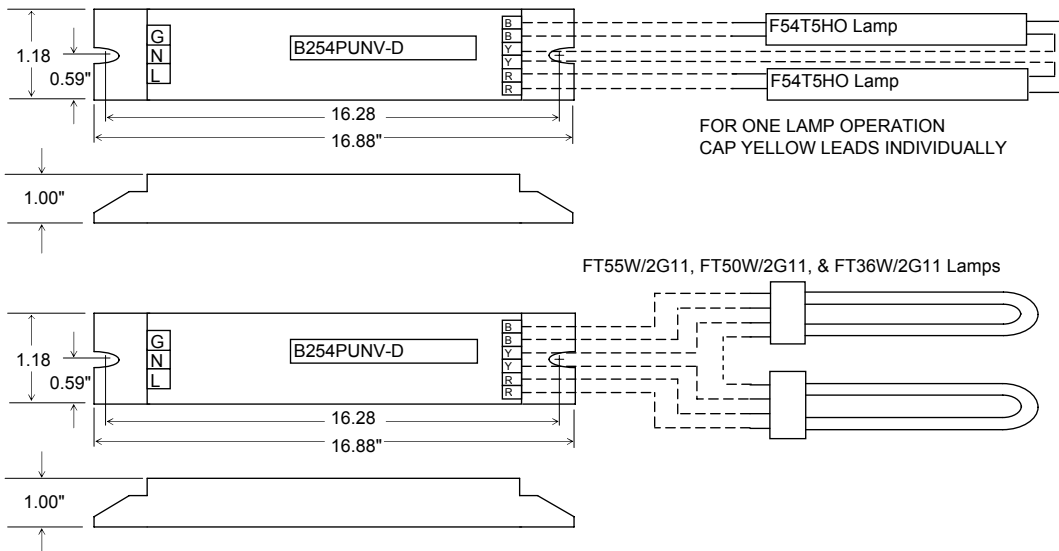 1.18
0.59"
G
N
L
B254PUNV-D
B
B
Y
Y
R
R
F54T5HO Lamp
F54T5HO Lamp
16.28
16.88"
FOR ONE LAMP OPERATION
CAP YELLOW LEADS INDIVIDUALLY
1.00"
FT55W/2G11, FT50W/2G11, & FT36W/2G11 Lamps
1.18
0.59"
G
N
L
B254PUNV-D
B
B
Y
Y
R
R
16.28
16.88"
1.00"